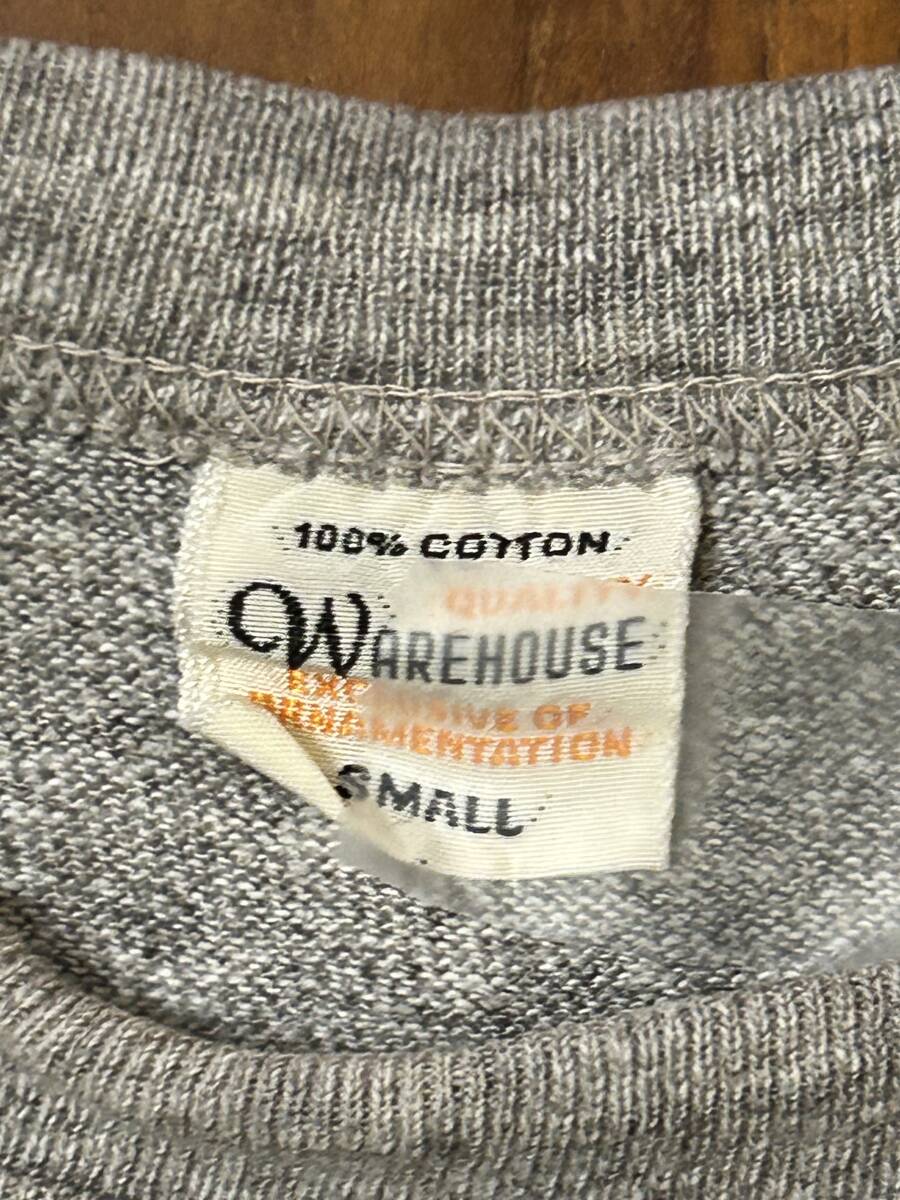 100% COTTON
QUALITY
WAREHOUSE
EXCLUSIVE OF
ORNAMENTATION
SMALL